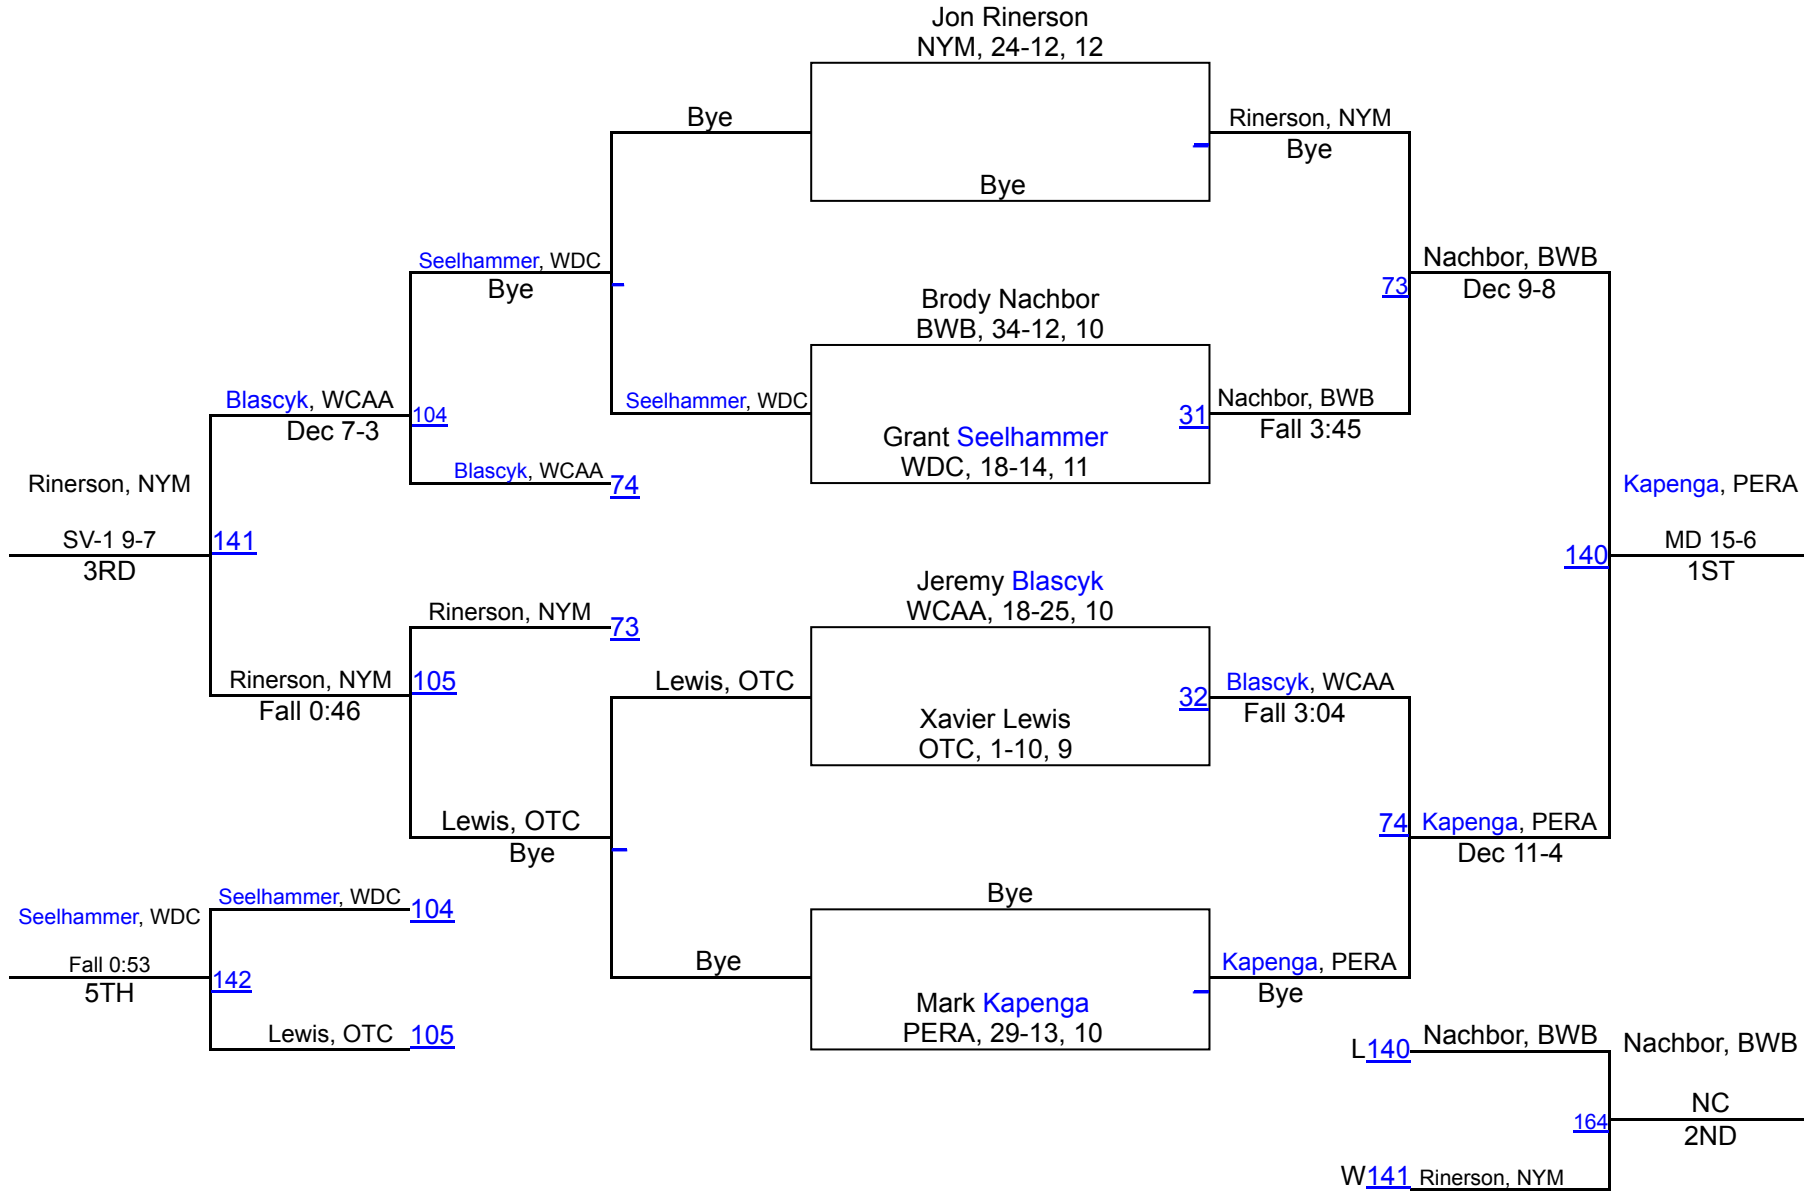 Jon Rinerson
NYM, 24-12, 12
Bye
Rinerson, NYM
Bye
Bye
Seelhammer, WDC
Bye
Nachbor, BWB
73
Dec 9-8
Brody Nachbor
BWB, 34-12, 10
Blascyk, WCAA
104
Dec 7-3
Seelhammer, WDC
31
Nachbor, BWB
Fall 3:45
Grant Seelhammer
WDC, 18-14, 11
Blascyk, WCAA
74
Rinerson, NYM
Kapenga, PERA
SV-1 9-7
141
3RD
140
MD 15-6
1ST
Jeremy Blascyk
WCAA, 18-25, 10
Rinerson, NYM
73
Rinerson, NYM
105
Fall 0:46
Lewis, OTC
32
Blascyk, WCAA
Fall 3:04
Xavier Lewis
OTC, 1-10, 9
Lewis, OTC
Bye
74
Kapenga, PERA
Dec 11-4
Seelhammer, WDC
104
Seelhammer, WDC
Bye
Fall 0:53
142
5TH
Bye
Kapenga, PERA
Bye
Mark Kapenga
PERA, 29-13, 10
Lewis, OTC
105
L140
Nachbor, BWB
Nachbor, BWB
164
NC
2ND
W141
Rinerson, NYM